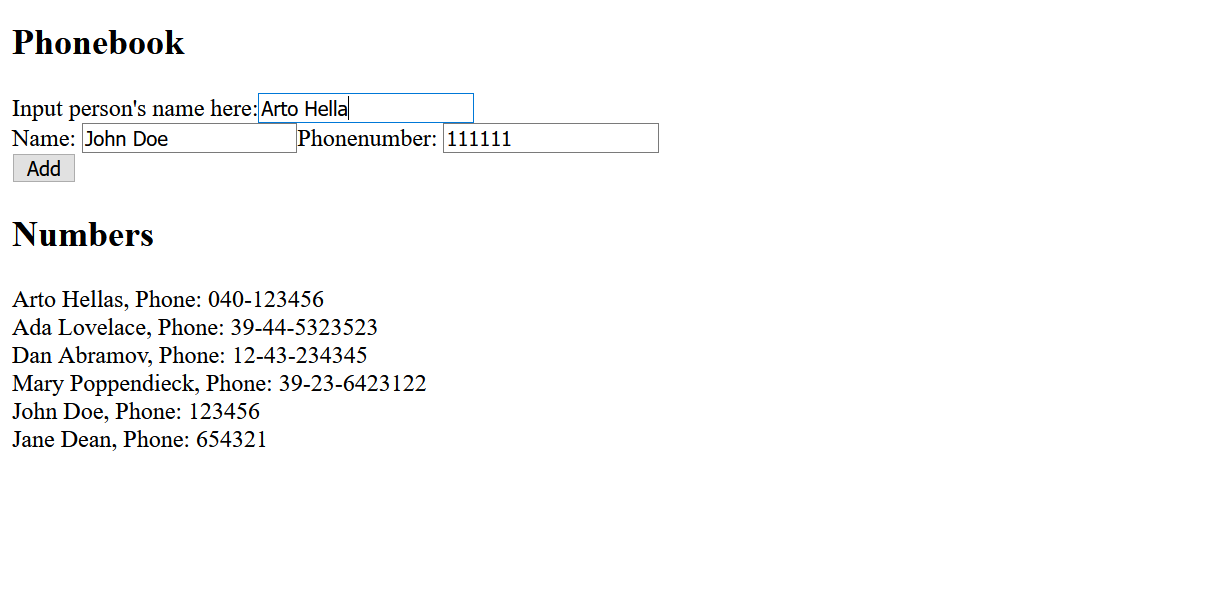 Phonebook
Input person's name here:Arto Hella
Name: John Doe Phonenumber: 111111
Add
Numbers
Arto Hellas, Phone: 040-123456
Ada Lovelace, Phone: 39-44-5323523
Dan Abramov, Phone: 12-43-234345
Mary Poppendieck, Phone: 39-23-6423122
John Doe, Phone: 123456
Jane Dean, Phone: 654321